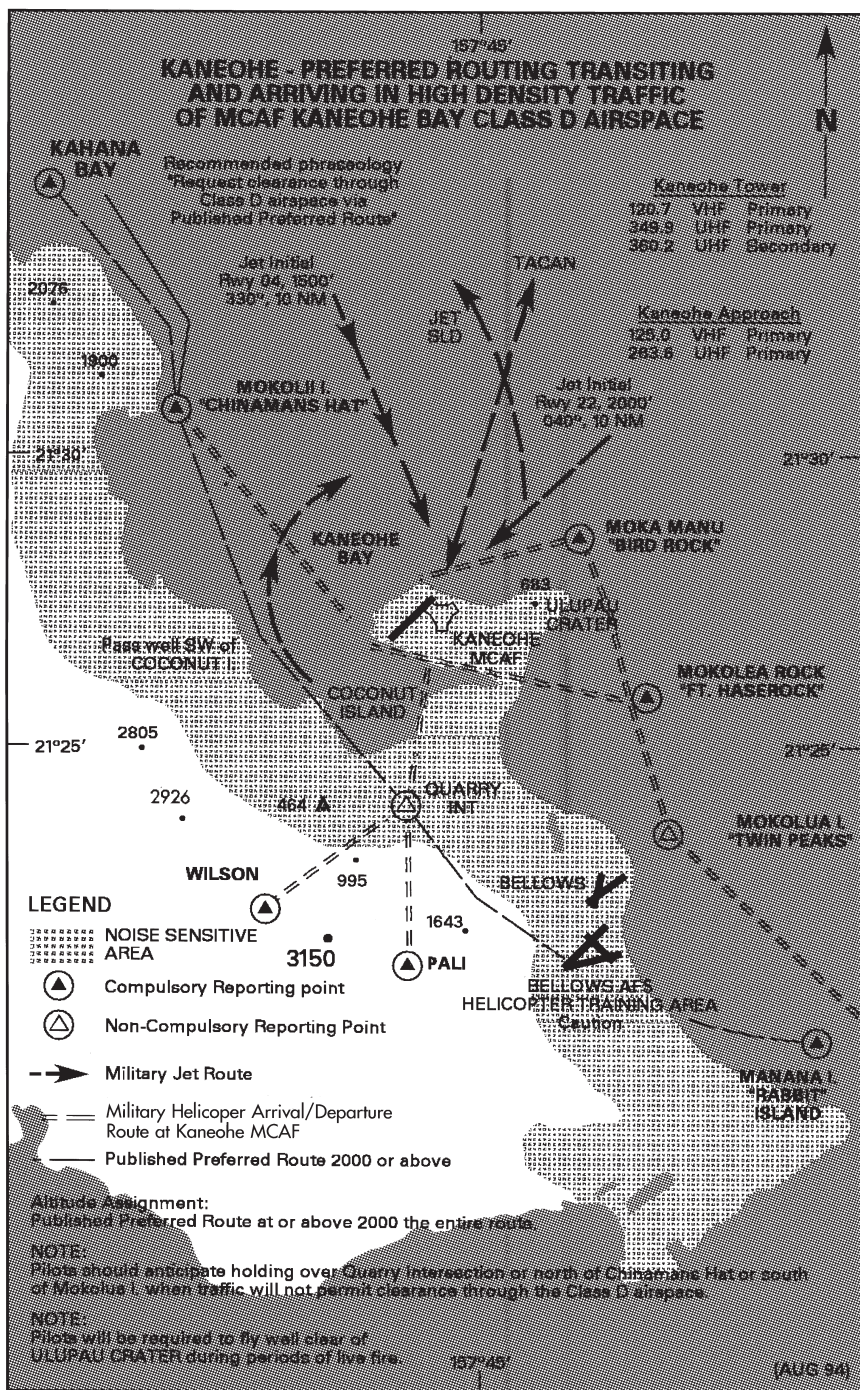 157°45'
KANEOHE - PREFERRED ROUTING TRANSITING
AND ARRIVING IN HIGH DENSITY TRAFFIC
OF MCAF KANEOHE BAY CLASS D AIRSPACE
N
KAHANA
BAY
Recommended phraseology
"Request clearance through
Class D airspace via
Published Preferred Route"
Kaneohe Tower
120.7 VHF Primary
349.9 UHF Primary
360.2 UHF Secondary
Jet Initial
Rwy 04, 1500'
330°, 10 NM
TACAN
2076
JET
SLD
Kaneohe Approach
125.0 VHF Primary
263.6 UHF Primary
1900
MOKOLII I.
"CHINAMANS HAT"
Jet Initial
Rwy 22, 2000'
040°, 10 NM
21°30'
21°30'
KANEOHE
BAY
MOKA MANU
"BIRD ROCK"
683
ULUPAU
CRATER
KANEOHE
MCAF
Pass well SW of
COCONUT I.
MOKOLEA ROCK
"FT. HASEROCK"
COCONUT
ISLAND
2805
21°25'
21°25'
2926
464
QUARRY
INT
MOKOLUA I.
"TWIN PEAKS"
WILSON
995
BELLOWS
LEGEND
NOISE SENSITIVE
AREA
1643
3150
PALI
Compulsory Reporting point
BELLOWS AFS
HELICOPTER TRAINING AREA
Caution
Non-Compulsory Reporting Point
Military Jet Route
MANANA I.
"RABBIT"
ISLAND
Military Helicoper Arrival/Departure
Route at Kaneohe MCAF
Published Preferred Route 2000 or above
Altitude Assignment:
Published Preferred Route at or above 2000 the entire route.
NOTE:
Pilots should anticipate holding over Quarry Intersection or north of Chinamans Hat or south
of Mokolua I. when traffic will not permit clearance through the Class D airspace.
NOTE:
Pilots will be required to fly well clear of
ULUPAU CRATER during periods of live fire.
157°45'
(AUG 94)